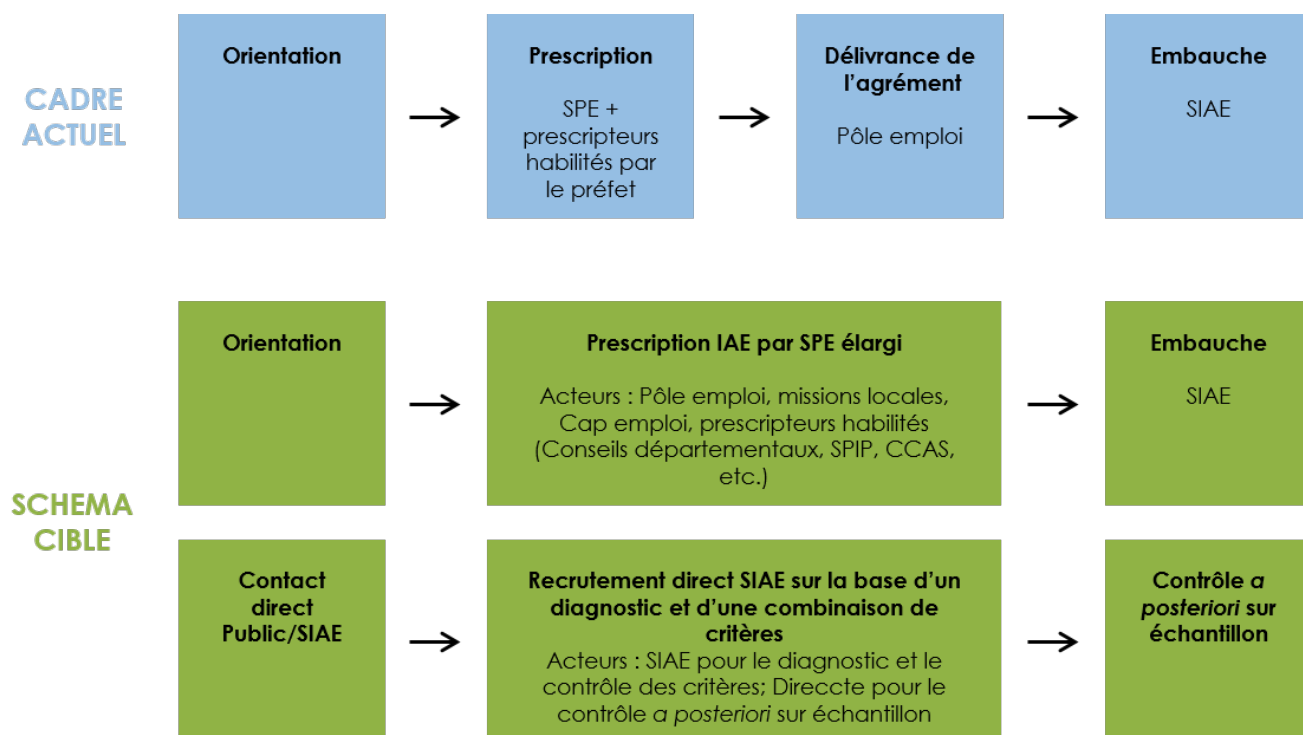 CADRE
ACTUEL
Orientation
Prescription
SPE +
prescripteurs
habilités par
le préfet
Délivrance de
l’agrément
Pôle emploi
Embauche
SIAE
SCHEMA
CIBLE
Orientation
Prescription IAE par SPE élargi
Acteurs : Pôle emploi, missions locales,
Cap emploi, prescripteurs habilités
(Conseils départementaux, SPIP, CCAS,
etc.)
Embauche
SIAE
Contact
direct
Public/SIAE
Recrutement direct SIAE sur la base d’un
diagnostic et d’une combinaison de
critères
Acteurs : SIAE pour le diagnostic et le
contrôle des critères; Direccte pour le
contrôle a posteriori sur échantillon
Contrôle a
posteriori sur
échantillon